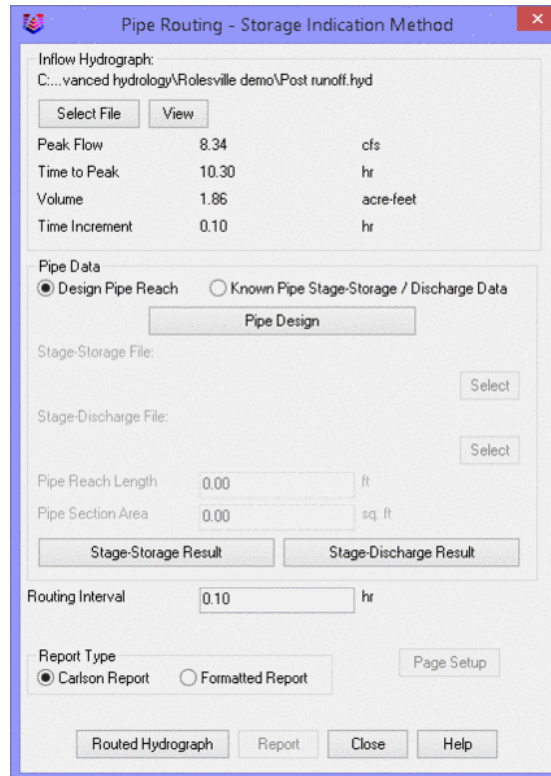 Pipe Routing - Storage Indication Method
Inflow Hydrograph:
C:...vanced hydrology\Rolesville demo\Post runoff.hyd
Select File View
Peak Flow 8.34 cfs
Time to Peak 10.30 hr
Volume 1.86 acre-feet
Time Increment 0.10 hr
Pipe Data
Design Pipe Reach Known Pipe Stage-Storage / Discharge Data
Pipe Design
Stage-Storage File:
Select
Stage-Discharge File:
Select
Pipe Reach Length 0.00 ft
Pipe Section Area 0.00 sq. ft
Stage-Storage Result Stage-Discharge Result
Routing Interval 0.10 hr
Report Type
Page Setup
Carlson Report Formatted Report
Routed Hydrograph Report Close Help